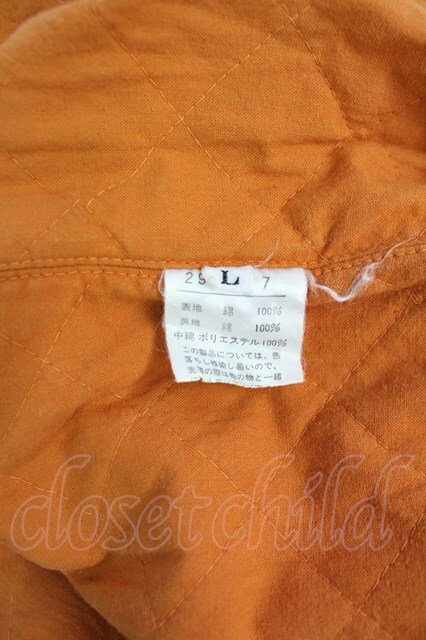 2S L 7
表地 綿 100%
裏地 綿 100%
中綿 ポリエステル100%
この製品については、色
落ちし移染し易いので、
洗濯の際は他の物と一緒
closet child